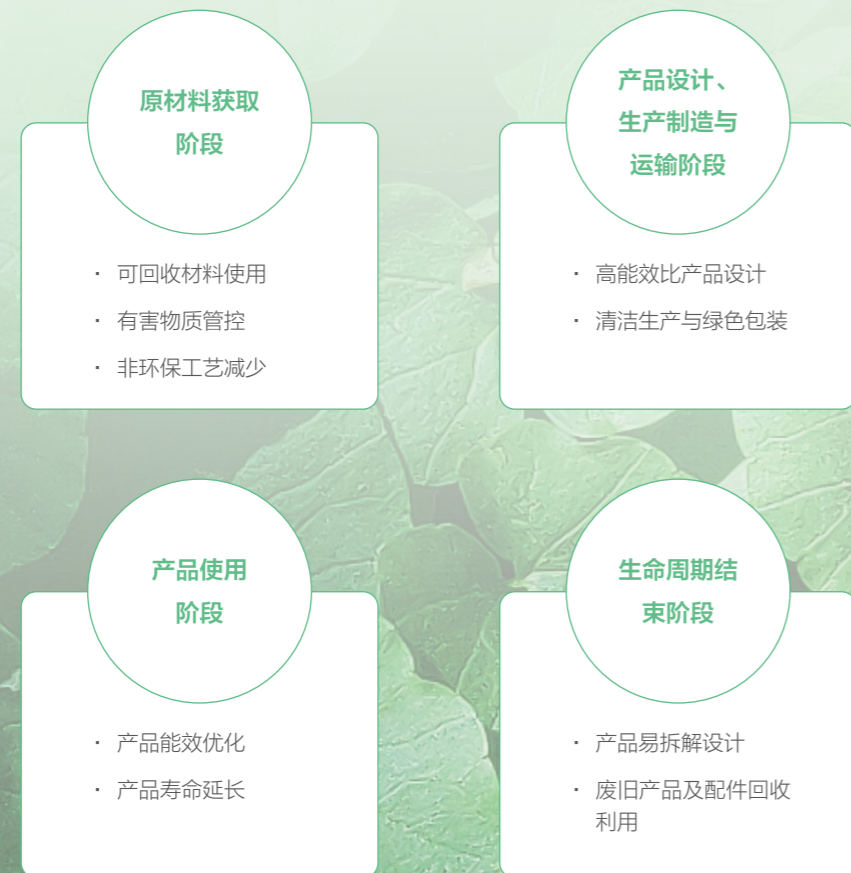 原材料获取
阶段
· 可回收材料使用
· 有害物质管控
· 非环保工艺减少
产品设计、
生产制造与
运输阶段
· 高能效比产品设计
· 清洁生产与绿色包装
产品使用
阶段
· 产品能效优化
· 产品寿命延长
生命周期结
束阶段
· 产品易拆解设计
· 废旧产品及配件回收
利用